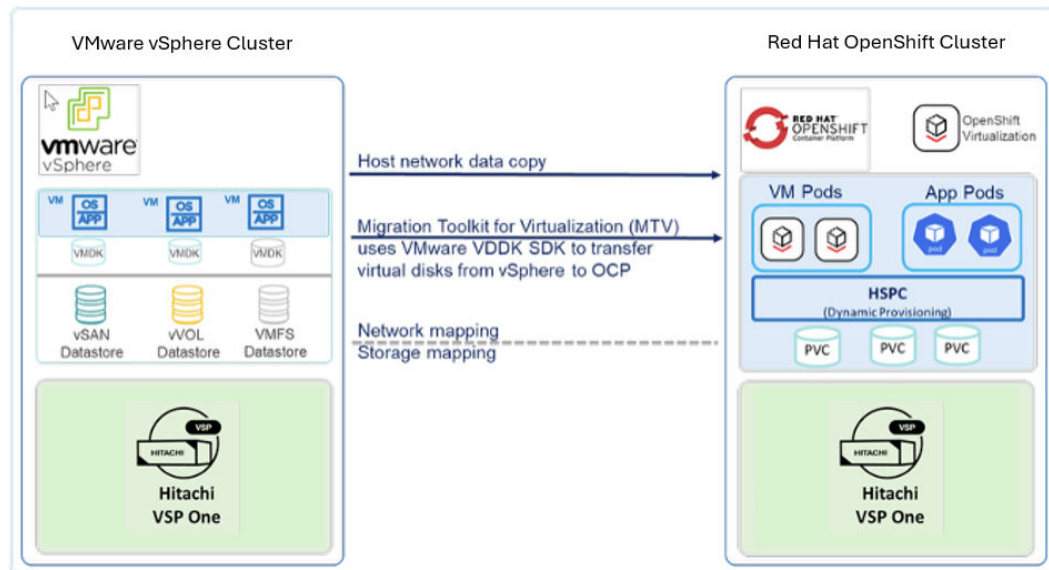 VMware vSphere Cluster
Red Hat OpenShift Cluster
vmware
vSphere
VM
OS
APP
VM
OS
APP
VM
OS
APP
VMDK
VMDK
VMDK
vSAN
Datastore
vVOL
Datastore
VMFS
Datastore
VSP
HITACHI
Hitachi
VSP One
Host network data copy
Migration Toolkit for Virtualization (MTV)
uses VMware VDDK SDK to transfer
virtual disks from vSphere to OCP
Network mapping
Storage mapping
RED HAT
OPENSHIFT
Container Platform
OpenShift
Virtualization
VM Pods
App Pods
pod
pod
HSPC
(Dynamic Provisioning)
PVC
PVC
PVC
VSP
HITACHI
Hitachi
VSP One